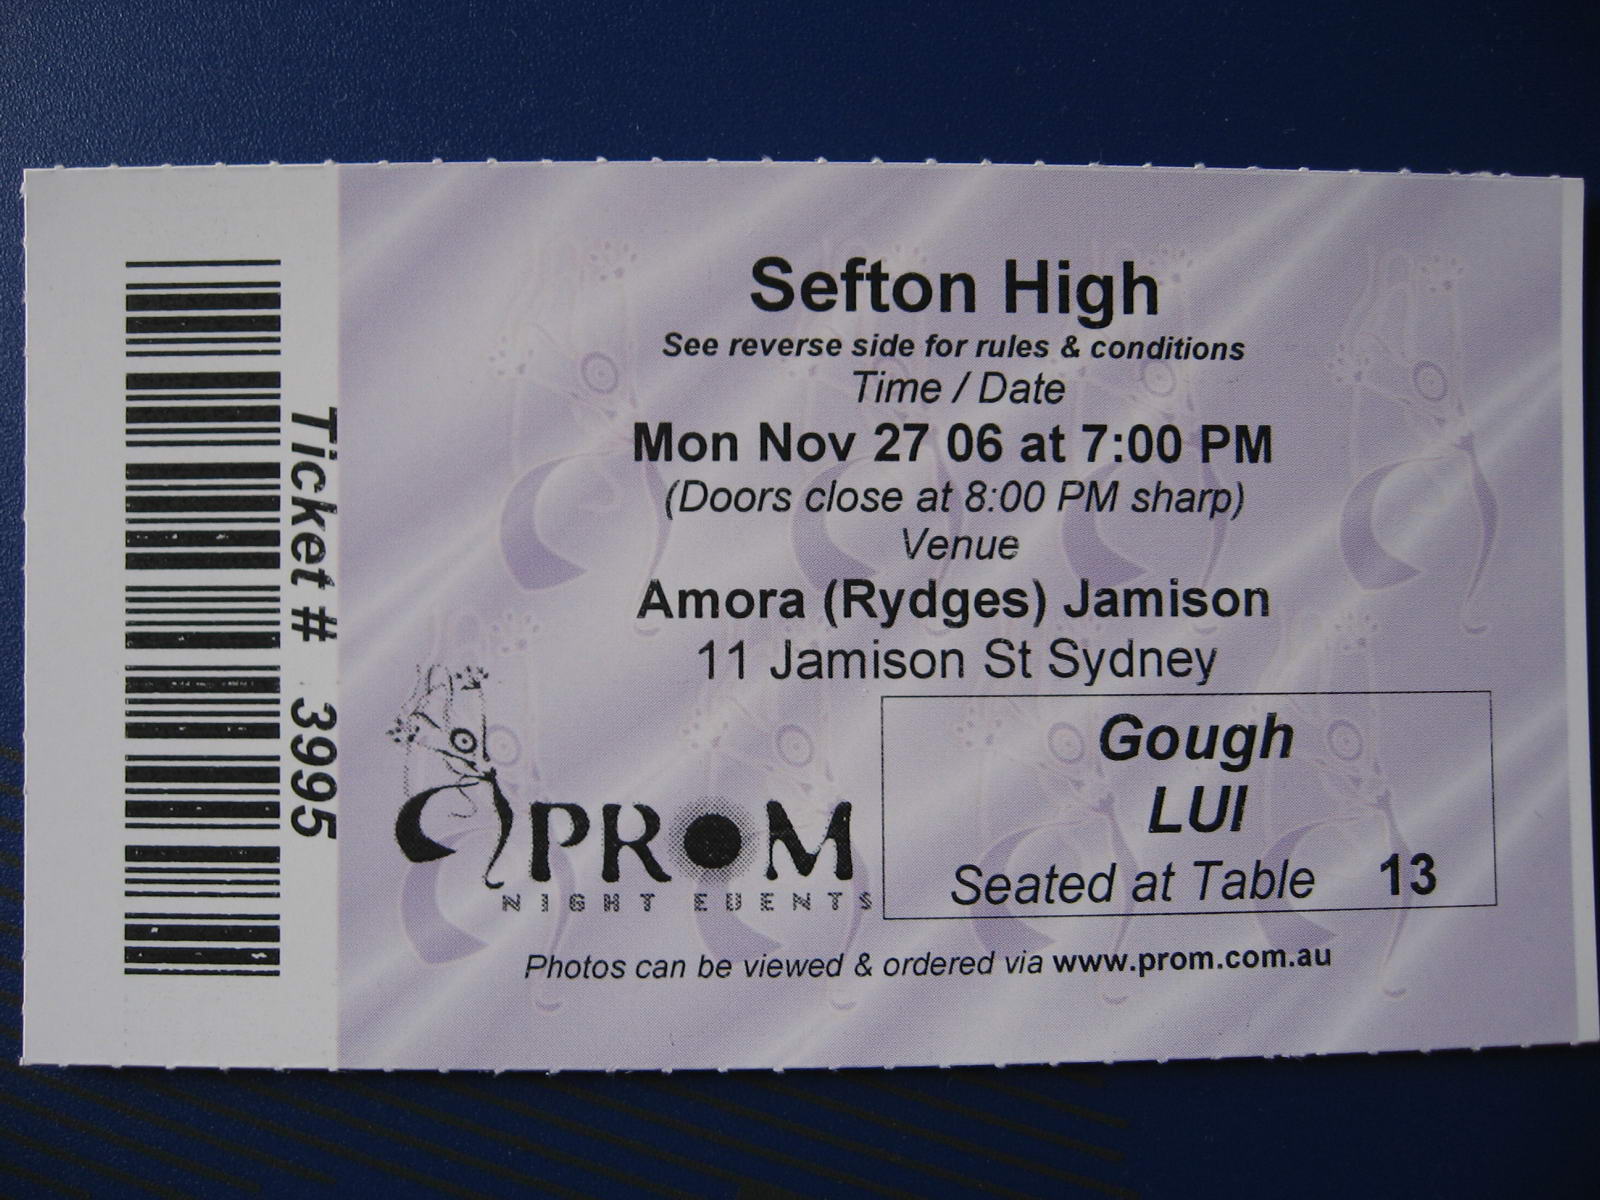 Ticket # 3995
Sefton High
See reverse side for rules & conditions
Time / Date
Mon Nov 27 06 at 7:00 PM
(Doors close at 8:00 PM sharp)
Venue
Amora (Rydges) Jamison
11 Jamison St Sydney
PROM
NIGHT EVENTS
Gough
LUI
Seated at Table 13
Photos can be viewed & ordered via www.prom.com.au